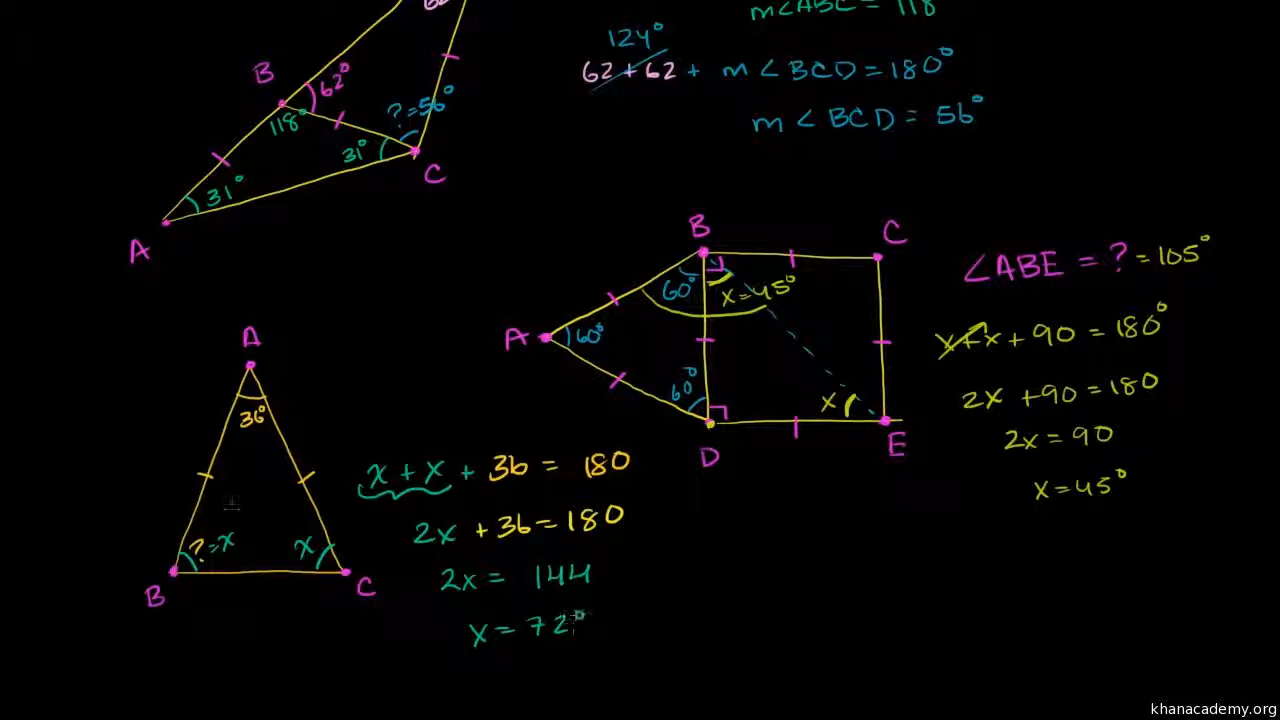 m∠ABC = 118
124°
62 + 62 + m∠BCD = 180°
m∠BCD = 56°
B
62°
118°
? = 56°
31°
31°
C
A
B
C
∠ABE = ? = 105°
60°
x = 45°
A
60°
60°
x
D
E
x + x + 90 = 180°
2x + 90 = 180
2x = 90
x = 45°
A
36°
? = x
x
B
C
x + x + 36 = 180
2x + 36 = 180
2x = 144
x = 72°
khanacademy.org